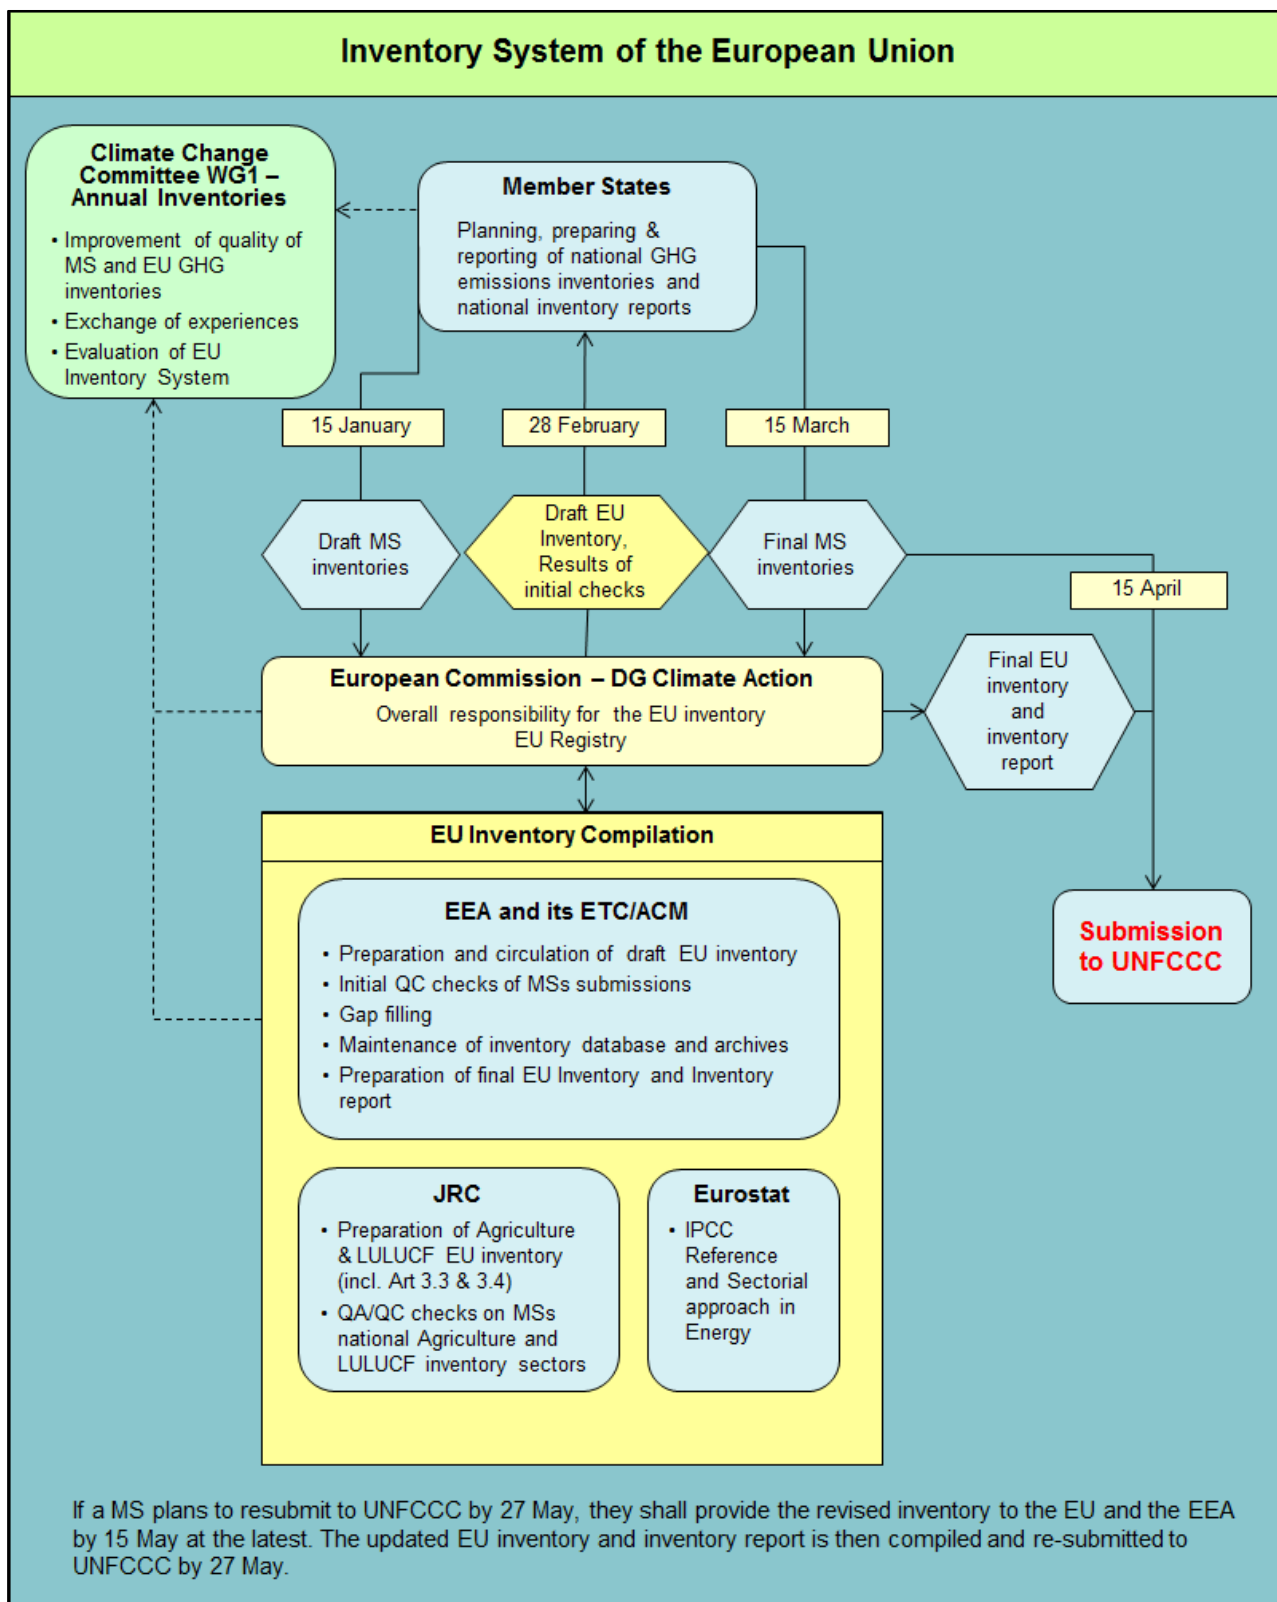 Inventory System of the European Union
Climate Change
Committee WG1 –
Annual Inventories
• Improvement of quality of
MS and EU GHG
inventories
• Exchange of experiences
• Evaluation of EU
Inventory System
Member States
Planning, preparing &
reporting of national GHG
emissions inventories and
national inventory reports
15 January
28 February
15 March
Draft MS
inventories
Draft EU
Inventory,
Results of
initial checks
Final MS
inventories
15 April
European Commission – DG Climate Action
Overall responsibility for the EU inventory
EU Registry
Final EU
inventory
and
inventory
report
EU Inventory Compilation
EEA and its ETC/ACM
• Preparation and circulation of draft EU inventory
• Initial QC checks of MSs submissions
• Gap filling
• Maintenance of inventory database and archives
• Preparation of final EU Inventory and Inventory
report
Submission
to UNFCCC
JRC
• Preparation of Agriculture
& LULUCF EU inventory
(incl. Art 3.3 & 3.4)
• QA/QC checks on MSs
national Agriculture and
LULUCF inventory sectors
Eurostat
• IPCC
Reference
and Sectorial
approach in
Energy
If a MS plans to resubmit to UNFCCC by 27 May, they shall provide the revised inventory to the EU and the EEA
by 15 May at the latest. The updated EU inventory and inventory report is then compiled and re-submitted to
UNFCCC by 27 May.